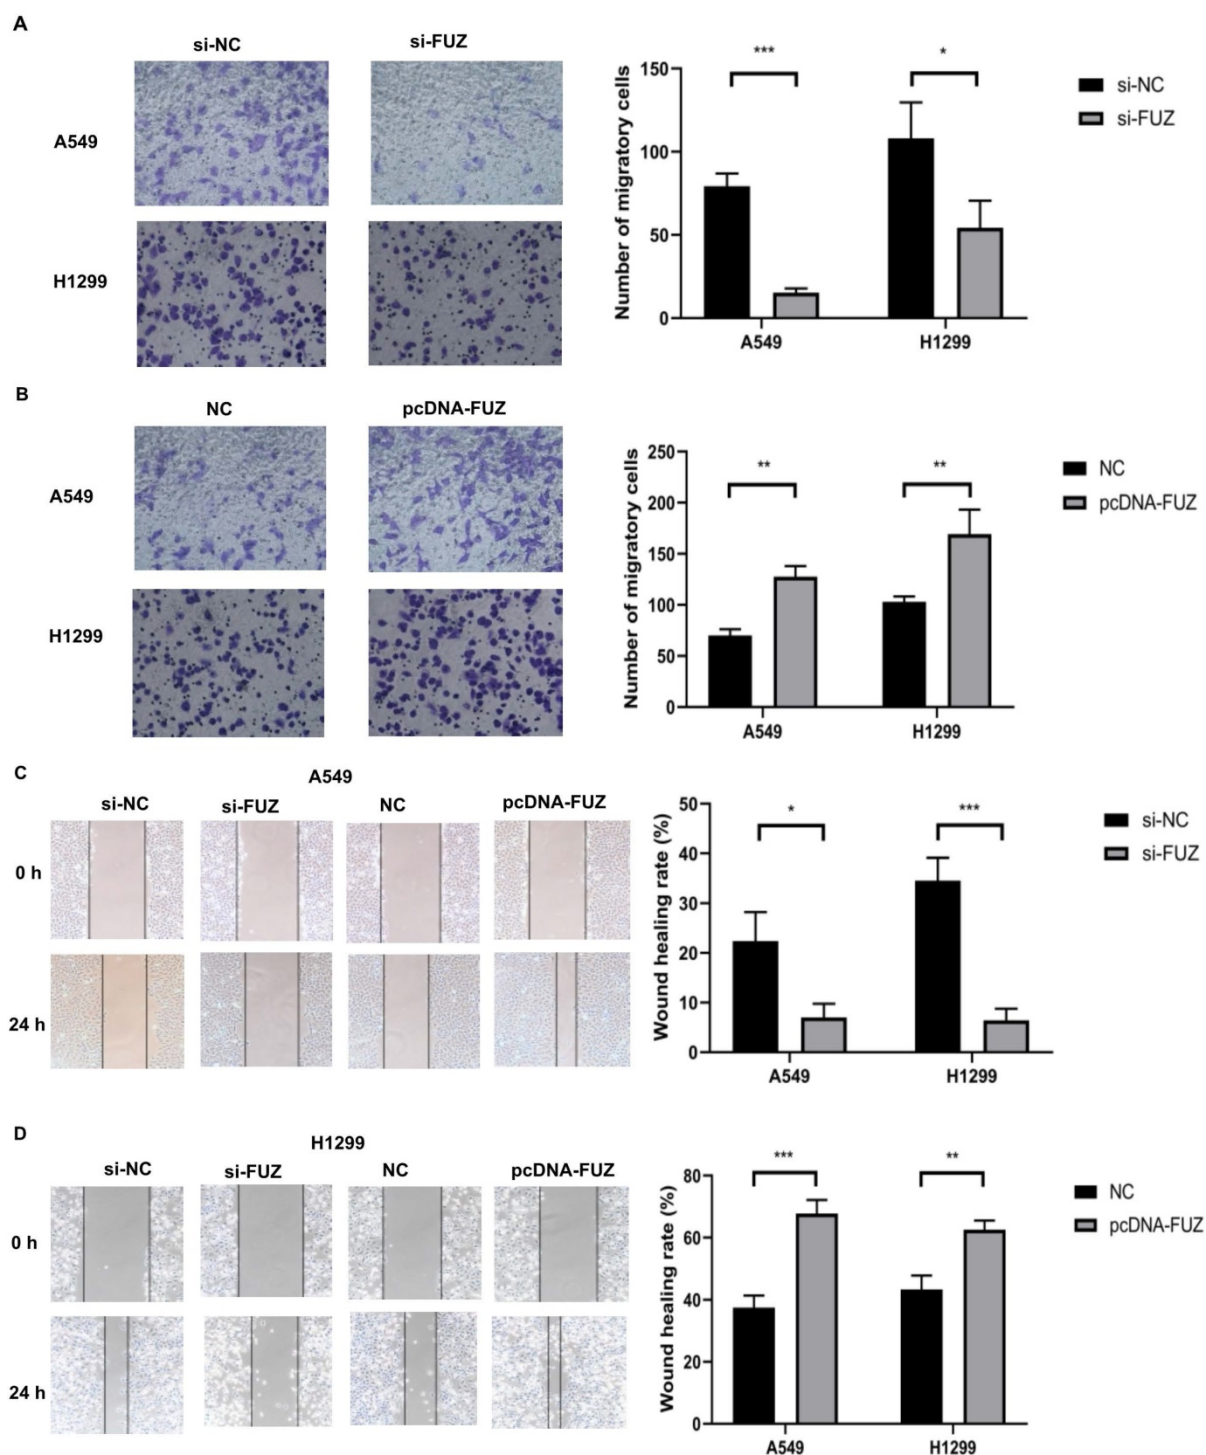 A
si-NC si-FUZ
A549
H1299
Number of migratory cells
150
100
50
0
*** *
A549 H1299
si-NC
si-FUZ
B
NC pcDNA-FUZ
A549
H1299
Number of migratory cells
250
200
150
100
50
0
** **
A549 H1299
NC
pcDNA-FUZ
C
A549
si-NC si-FUZ NC pcDNA-FUZ
0 h
24 h
Wound healing rate (%)
50
40
30
20
10
0
* ***
A549 H1299
si-NC
si-FUZ
D
H1299
si-NC si-FUZ NC pcDNA-FUZ
0 h
24 h
Wound healing rate (%)
80
60
40
20
0
*** **
A549 H1299
NC
pcDNA-FUZ